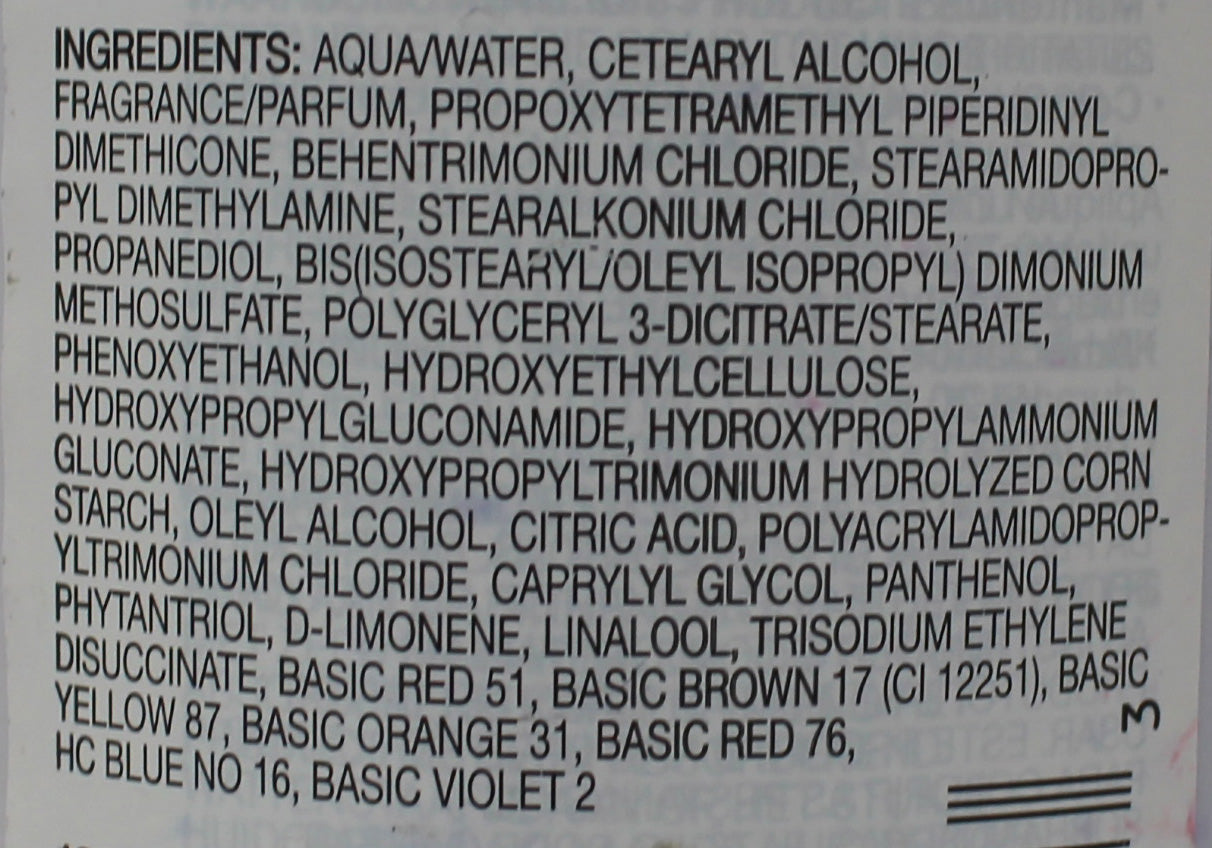 INGREDIENTS: AQUA/WATER, CETEARYL ALCOHOL,
FRAGRANCE/PARFUM, PROPOXYTETRAMETHYL PIPERIDINYL
DIMETHICONE, BEHENTRIMONIUM CHLORIDE, STEARAMIDOPRO-
PYL DIMETHYLAMINE, STEARALKONIUM CHLORIDE,
PROPANEDIOL, BIS(ISOSTEARYL/OLEYL ISOPROPYL) DIMONIUM
METHOSULFATE, POLYGLYCERYL 3-DICITRATE/STEARATE,
PHENOXYETHANOL, HYDROXYETHYLCELLULOSE,
HYDROXYPROPYLGLUCONAMIDE, HYDROXYPROPYLAMMONIUM
GLUCONATE, HYDROXYPROPYLTRIMONIUM HYDROLYZED CORN
STARCH, OLEYL ALCOHOL, CITRIC ACID, POLYACRYLAMIDOPROP-
YLTRIMONIUM CHLORIDE, CAPRYLYL GLYCOL, PANTHENOL,
PHYTANTRIOL, D-LIMONENE, LINALOOL, TRISODIUM ETHYLENE
DISUCCINATE, BASIC RED 51, BASIC BROWN 17 (CI 12251), BASIC
YELLOW 87, BASIC ORANGE 31, BASIC RED 76,
HC BLUE NO 16, BASIC VIOLET 2
3